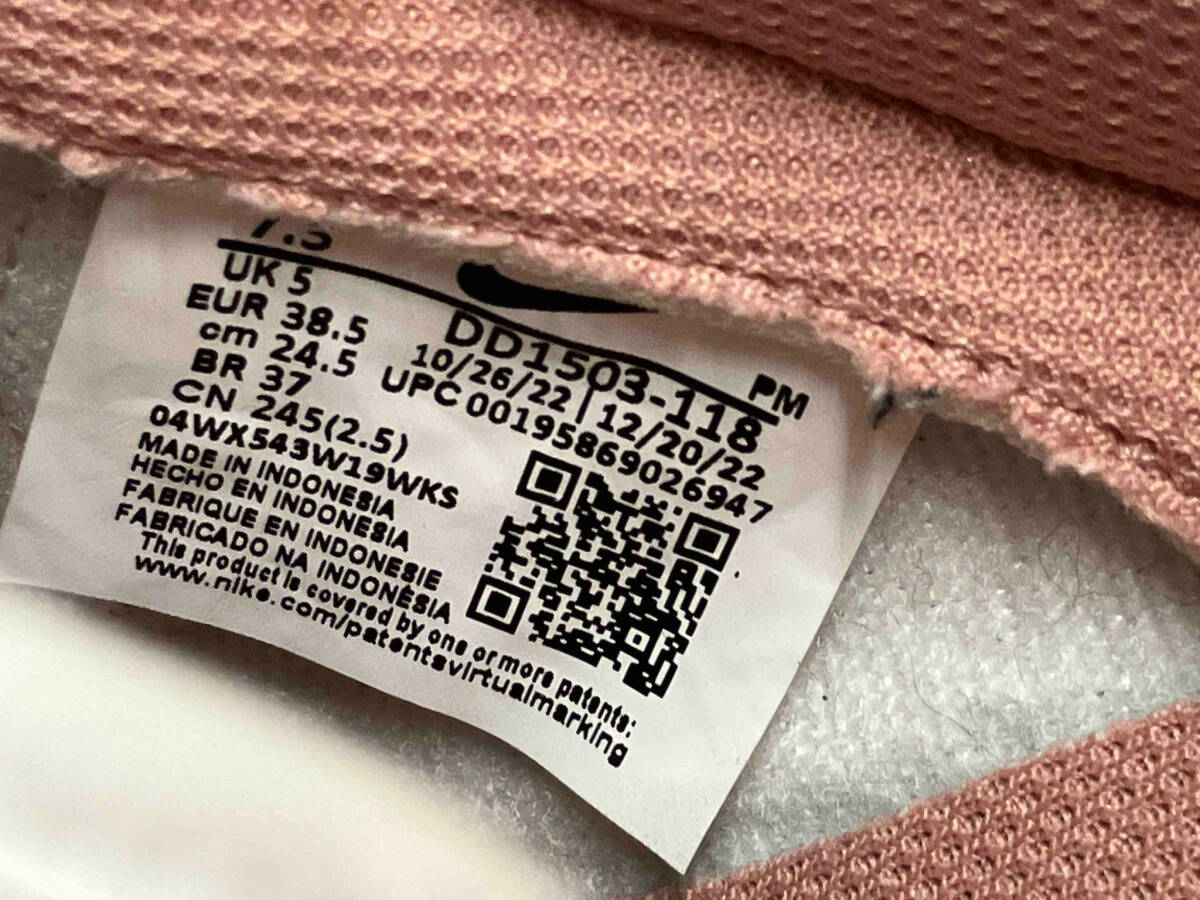 7.5
UK 5
EUR 38.5
cm 24.5
BR 37
CN 245(2.5)
04WX543W19WKS
MADE IN INDONESIA
HECHO EN INDONESIA
FABRIQUE EN INDONESIE
FABRICADO NA INDONÉSIA
This product is covered by one or more patents:
www.nike.com/patentsvirtualmarking
PM
DD1503-118
10/26/22 | 12/20/22
UPC 00195869026947